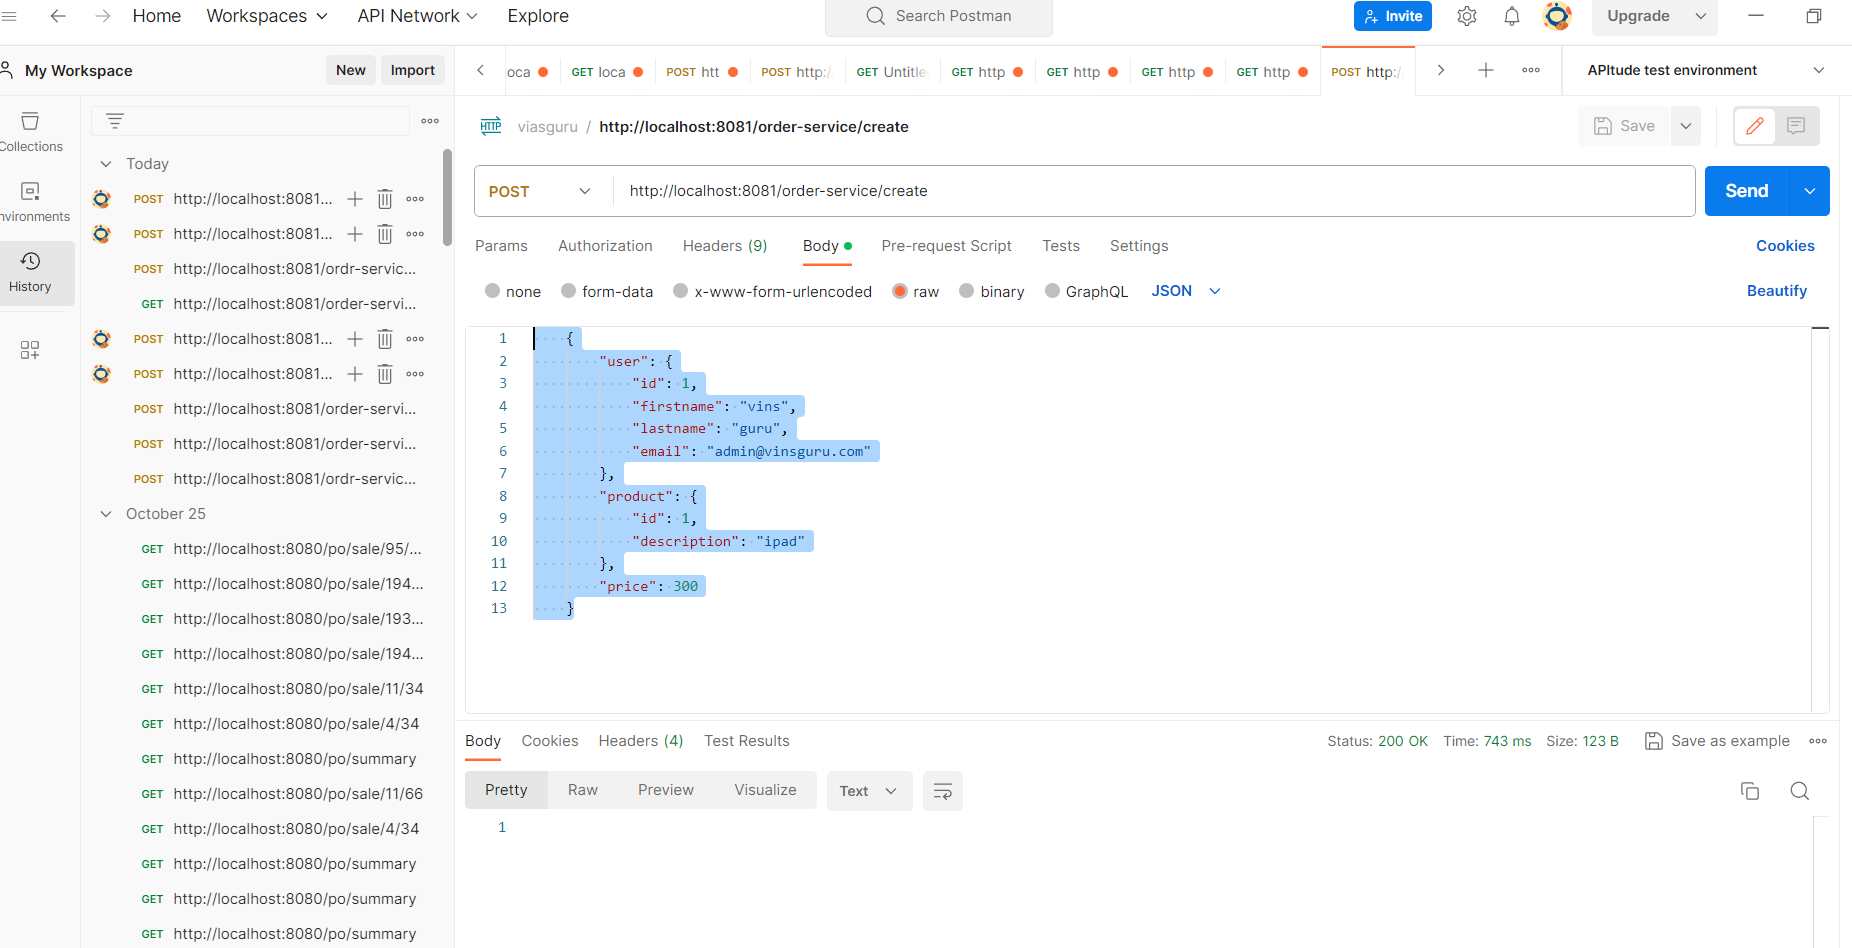 Home Workspaces API Network Explore Search Postman Invite Upgrade
My Workspace New Import
oca GET loca POST htt POST http:/ GET Untitle GET http GET http GET http GET http POST http:/ APItude test environment
Collections
nvironments
History
Today
POST http://localhost:8081...
POST http://localhost:8081...
POST http://localhost:8081/ordr-servic...
GET http://localhost:8081/order-servi...
POST http://localhost:8081...
POST http://localhost:8081...
POST http://localhost:8081/order-servi...
POST http://localhost:8081/order-servi...
POST http://localhost:8081/ordr-servic...
October 25
GET http://localhost:8080/po/sale/95/...
GET http://localhost:8080/po/sale/194...
GET http://localhost:8080/po/sale/193...
GET http://localhost:8080/po/sale/194...
GET http://localhost:8080/po/sale/11/34
GET http://localhost:8080/po/sale/4/34
GET http://localhost:8080/po/summary
GET http://localhost:8080/po/sale/11/66
GET http://localhost:8080/po/sale/4/34
GET http://localhost:8080/po/summary
GET http://localhost:8080/po/summary
GET http://localhost:8080/po/summary
HTTP viasguru / http://localhost:8081/order-service/create Save
POST http://localhost:8081/order-service/create Send
Params Authorization Headers (9) Body Pre-request Script Tests Settings Cookies
none form-data x-www-form-urlencoded raw binary GraphQL JSON Beautify
1 {
2 "user": {
3 "id": 1,
4 "firstname": "vins",
5 "lastname": "guru",
6 "email": "admin@vinsguru.com"
7 },
8 "product": {
9 "id": 1,
10 "description": "ipad"
11 },
12 "price": 300
13 }
Body Cookies Headers (4) Test Results Status: 200 OK Time: 743 ms Size: 123 B Save as example
Pretty Raw Preview Visualize Text
1